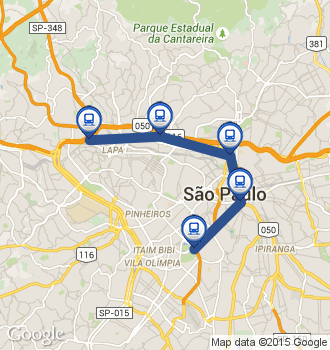 SP-348
Parque Estadual
da Cantareira
381
050
LAPA
São Paulo
PINHEIROS
050
ITAIM BIBI
VILA OLÍMPIA
IPIRANGA
116
SP-015
Google
Map data ©2015 Google